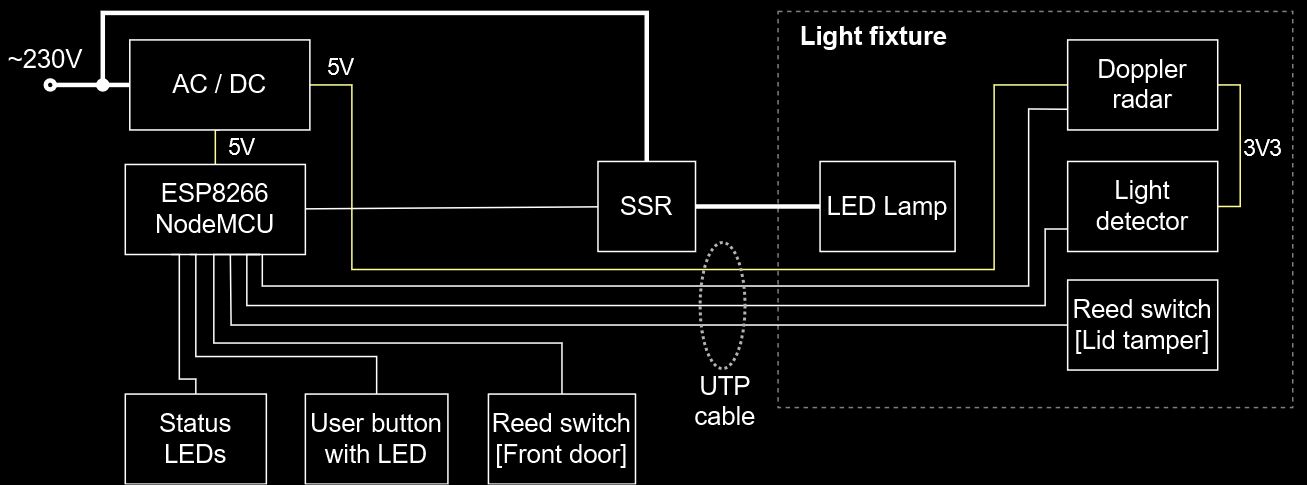 ~230V
AC / DC
5V
5V
ESP8266
NodeMCU
SSR
Light fixture
LED Lamp
Doppler
radar
3V3
Light
detector
Reed switch
[Lid tamper]
UTP
cable
Status
LEDs
User button
with LED
Reed switch
[Front door]